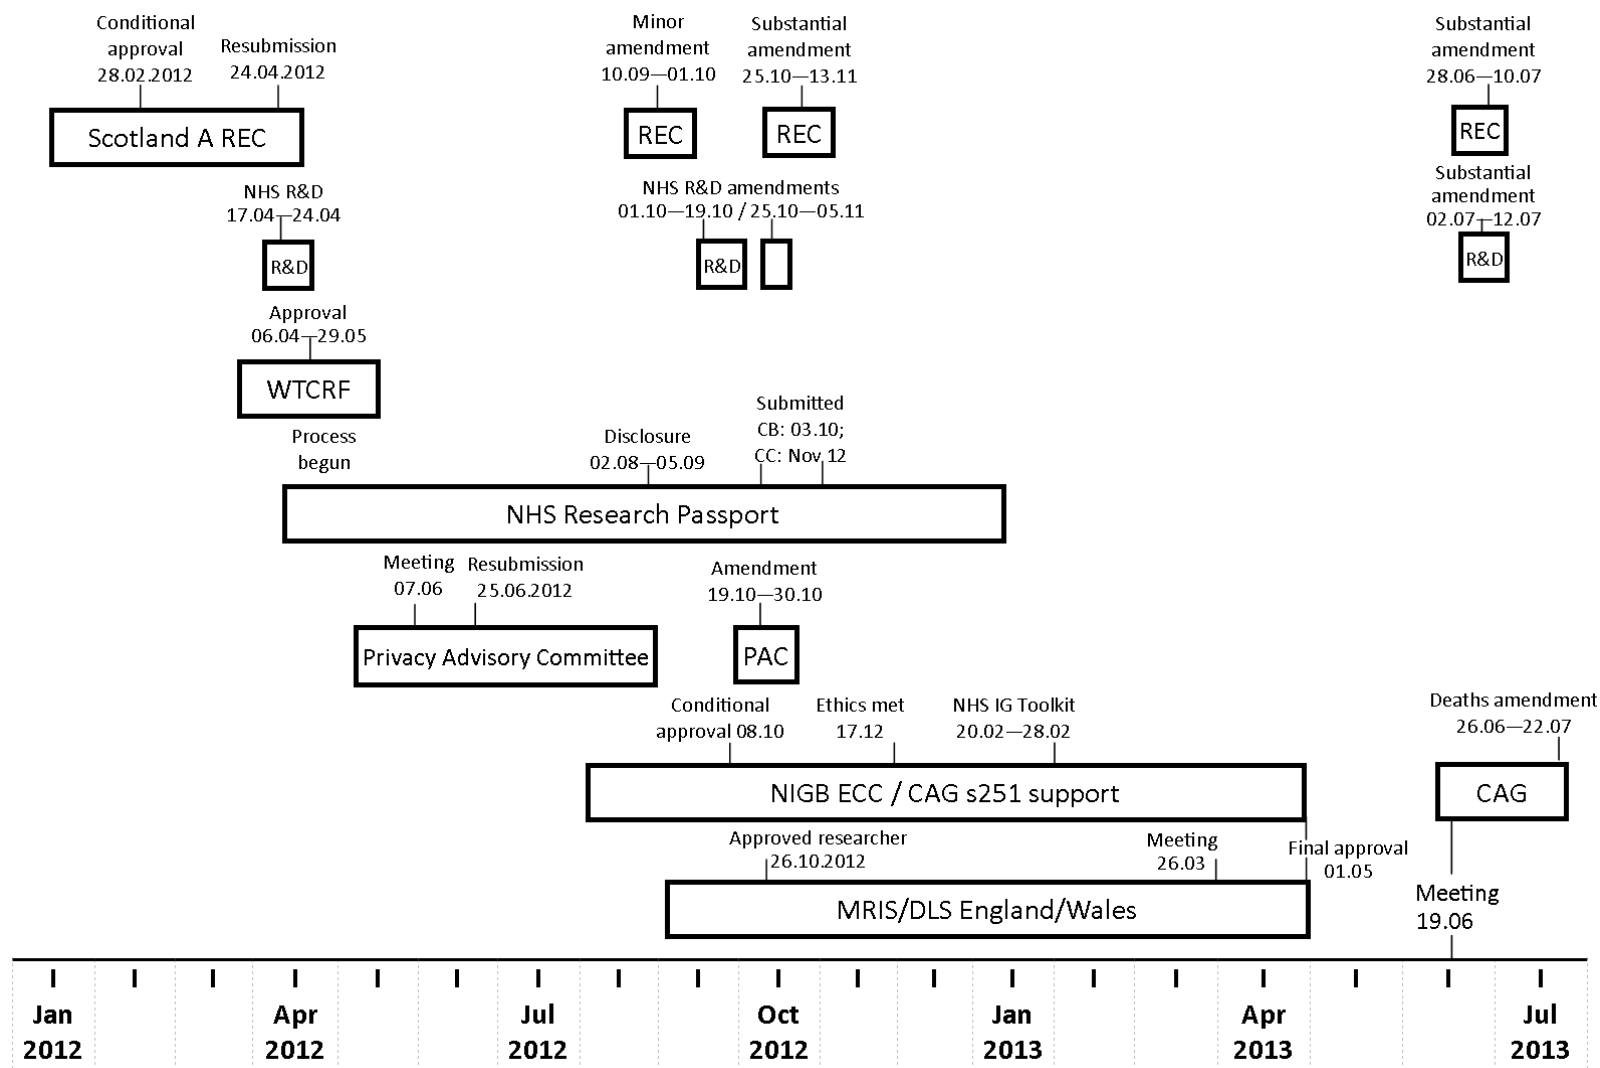 Conditional
approval
28.02.2012
Resubmission
24.04.2012
Scotland A REC
Minor
amendment
10.09—01.10
REC
Substantial
amendment
25.10—13.11
REC
Substantial
amendment
28.06—10.07
REC
NHS R&D
17.04—24.04
R&D
NHS R&D amendments
01.10—19.10 / 25.10—05.11
R&D
Substantial
amendment
02.07—12.07
R&D
Approval
06.04—29.05
WTCRF
Process
begun
Disclosure
02.08—05.09
Submitted
CB: 03.10;
CC: Nov 12
NHS Research Passport
Meeting
07.06
Resubmission
25.06.2012
Privacy Advisory Committee
Amendment
19.10—30.10
PAC
Conditional
approval 08.10
Ethics met
17.12
NHS IG Toolkit
20.02—28.02
NIGB ECC / CAG s251 support
Deaths amendment
26.06—22.07
CAG
Approved researcher
26.10.2012
Meeting
26.03
Final approval
01.05
MRIS/DLS England/Wales
Meeting
19.06
Jan
2012
Apr
2012
Jul
2012
Oct
2012
Jan
2013
Apr
2013
Jul
2013